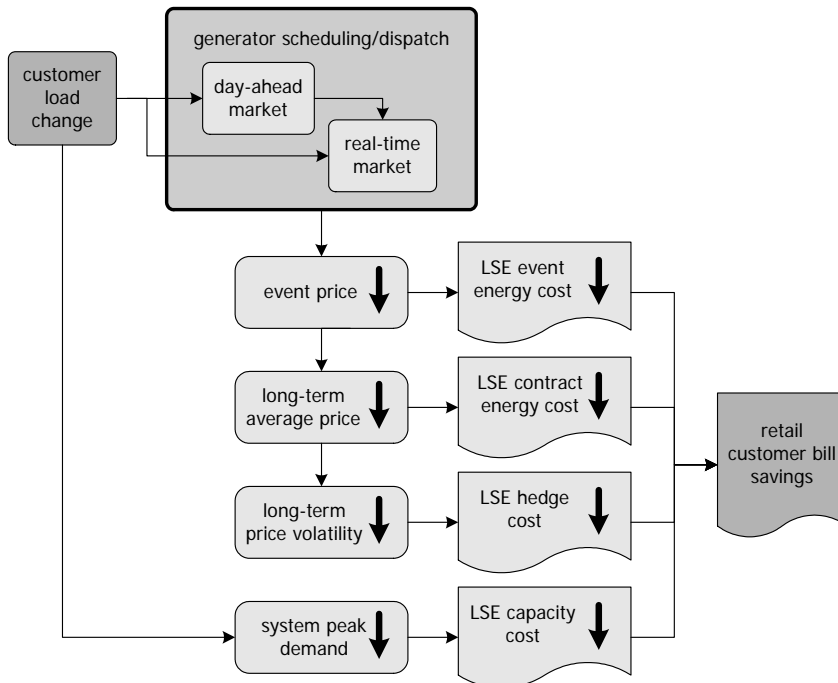 generator scheduling/dispatch
customer
load
change
day-ahead
market
real-time
market
event price
LSE event
energy cost
long-term
average price
LSE contract
energy cost
retail
customer bill
savings
long-term
price volatility
LSE hedge
cost
system peak
demand
LSE capacity
cost